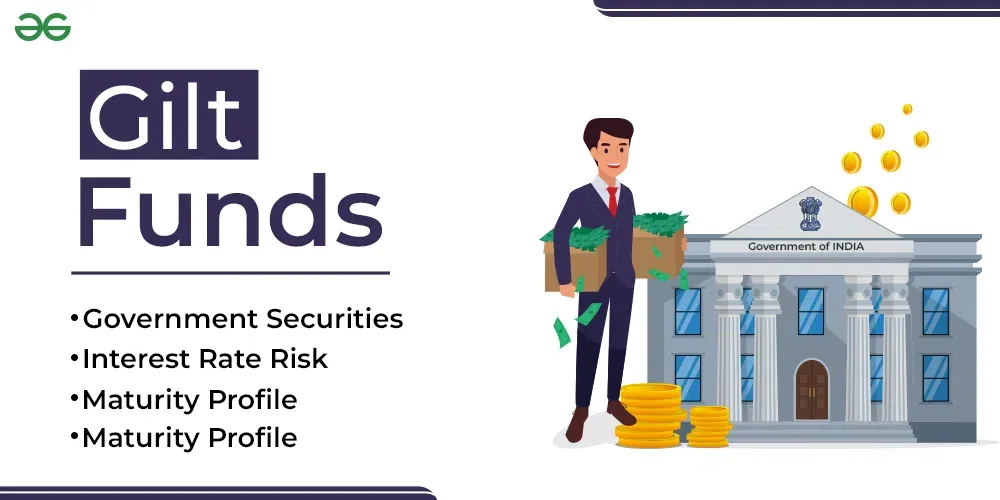 Gilt
Funds
• Government Securities
• Interest Rate Risk
• Maturity Profile
• Maturity Profile
Government of INDIA